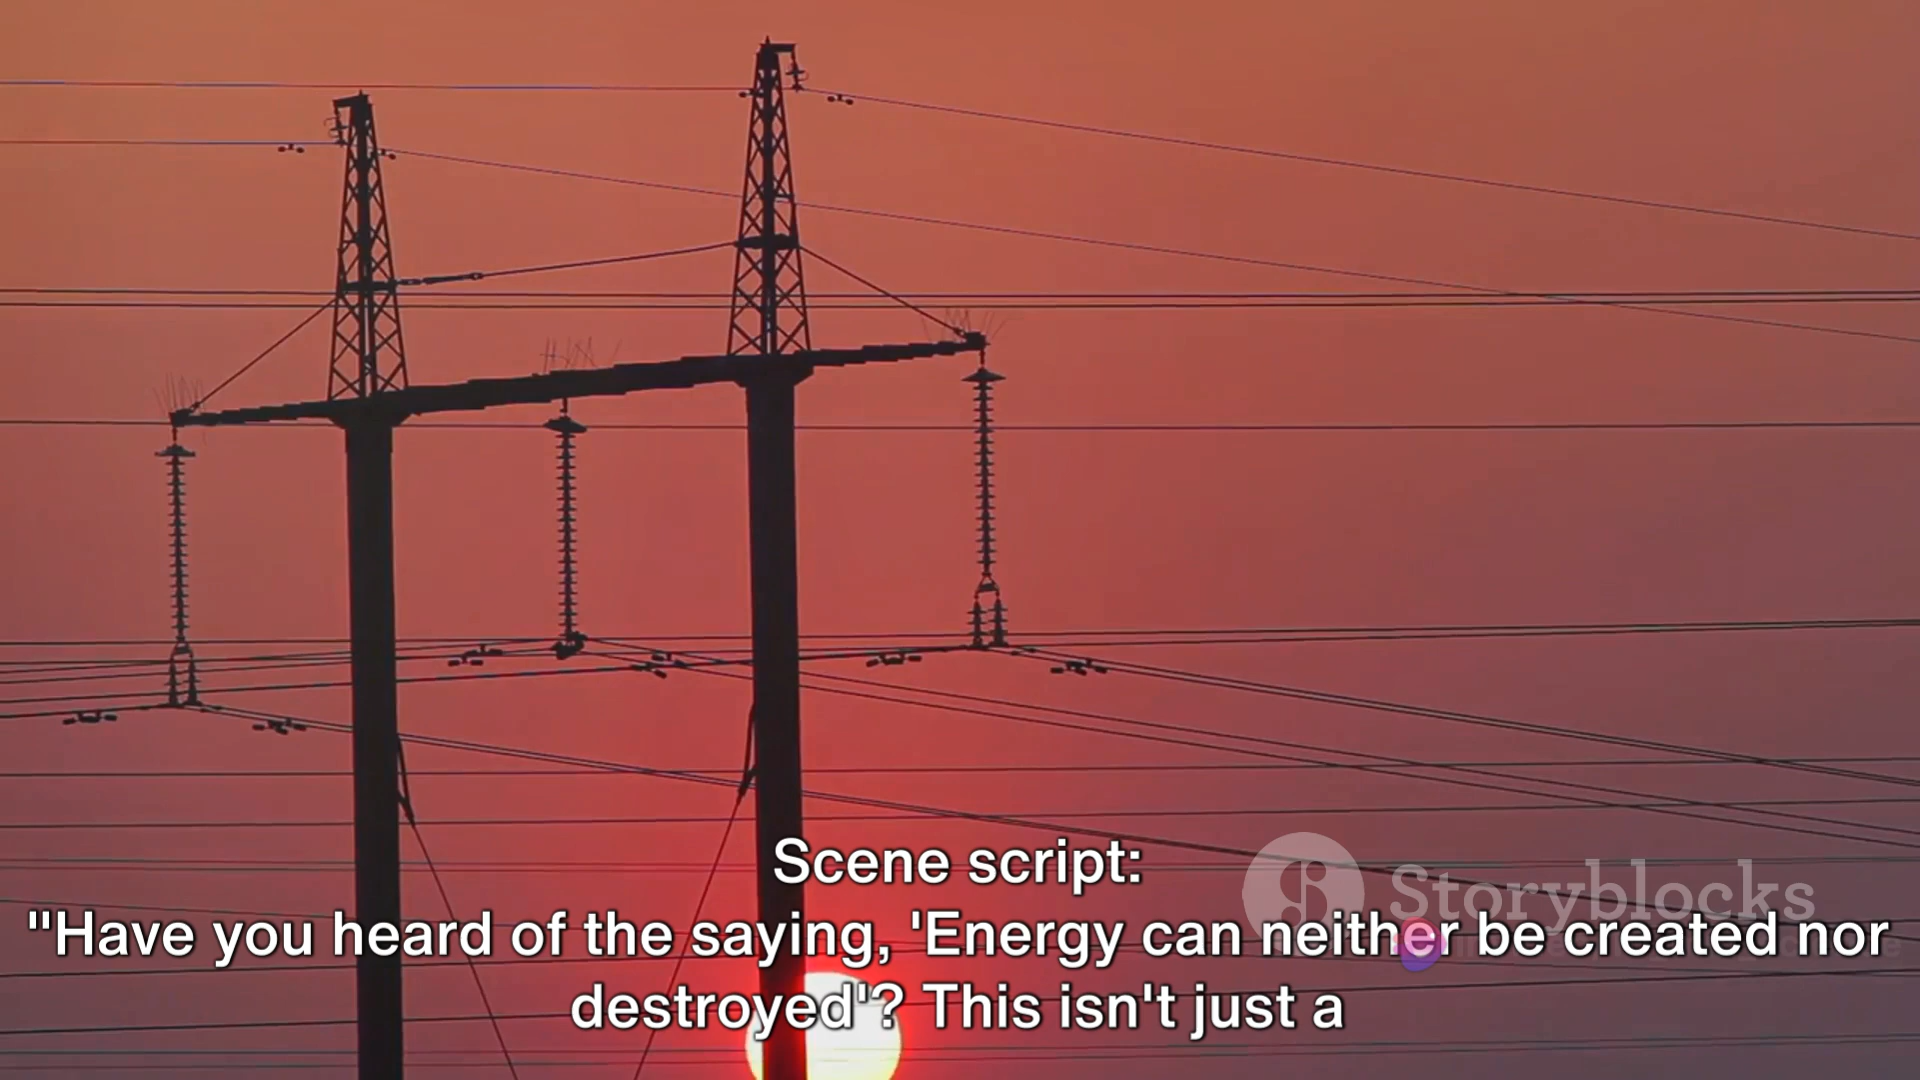 Scene script:
"Have you heard of the saying, 'Energy can neither be created nor
destroyed'? This isn't just a
Storyblocks